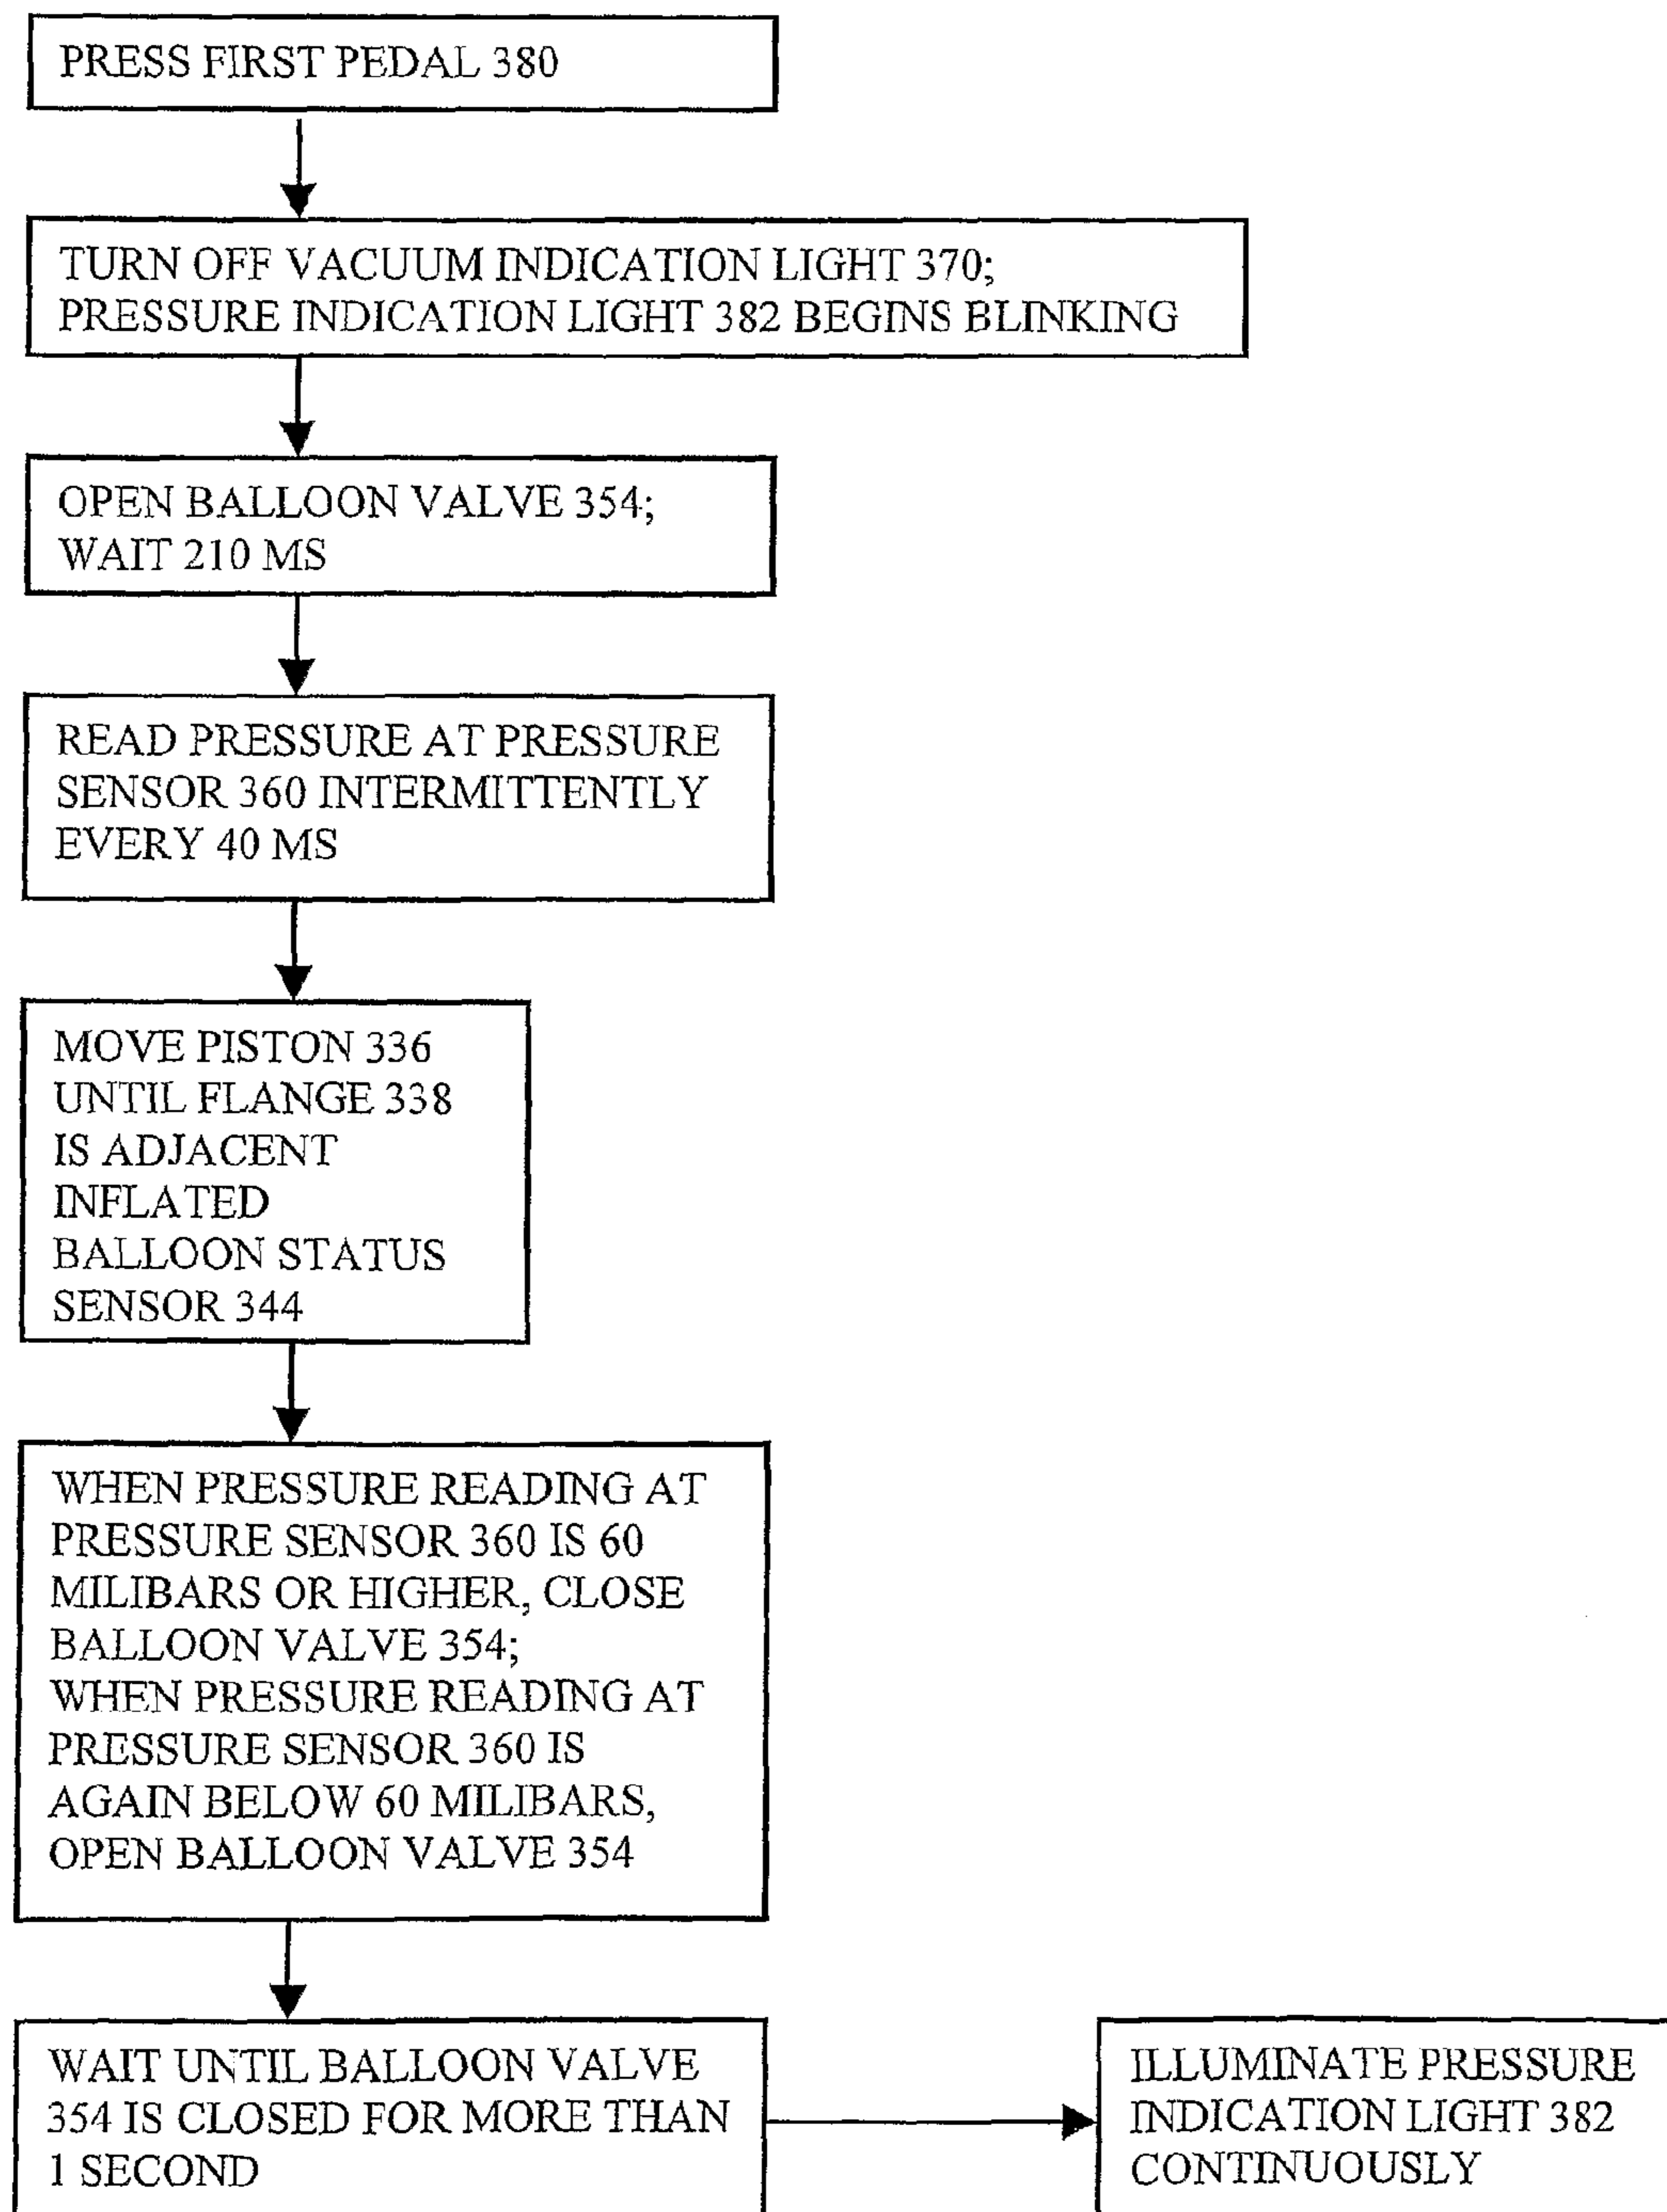 PRESS FIRST PEDAL 380
TURN OFF VACUUM INDICATION LIGHT 370;
PRESSURE INDICATION LIGHT 382 BEGINS BLINKING
OPEN BALLOON VALVE 354;
WAIT 210 MS
READ PRESSURE AT PRESSURE
SENSOR 360 INTERMITTENTLY
EVERY 40 MS
MOVE PISTON 336
UNTIL FLANGE 338
IS ADJACENT
INFLATED
BALLOON STATUS
SENSOR 344
WHEN PRESSURE READING AT
PRESSURE SENSOR 360 IS 60
MILIBARS OR HIGHER, CLOSE
BALLOON VALVE 354;
WHEN PRESSURE READING AT
PRESSURE SENSOR 360 IS
AGAIN BELOW 60 MILIBARS,
OPEN BALLOON VALVE 354
WAIT UNTIL BALLOON VALVE
354 IS CLOSED FOR MORE THAN
1 SECOND
ILLUMINATE PRESSURE
INDICATION LIGHT 382
CONTINUOUSLY